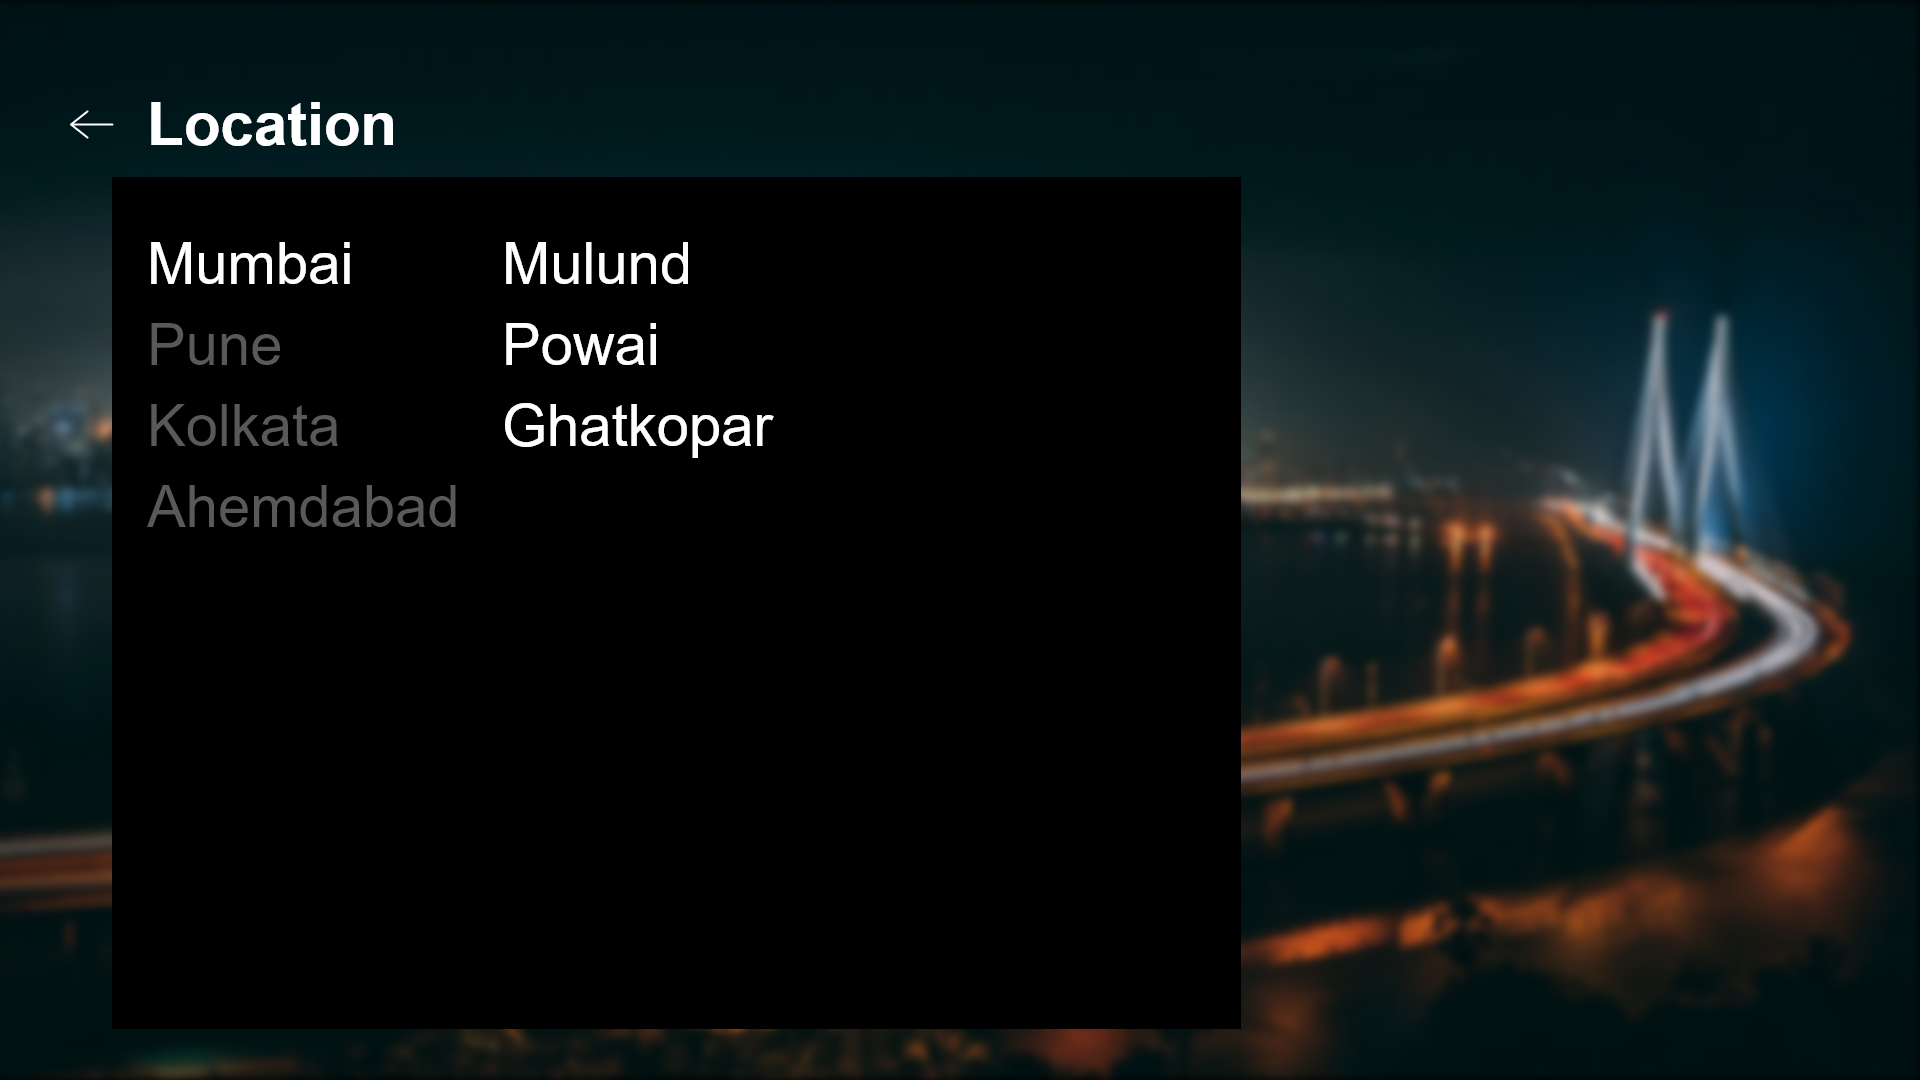 Location
Mumbai
Pune
Kolkata
Ahemdabad
Mulund
Powai
Ghatkopar